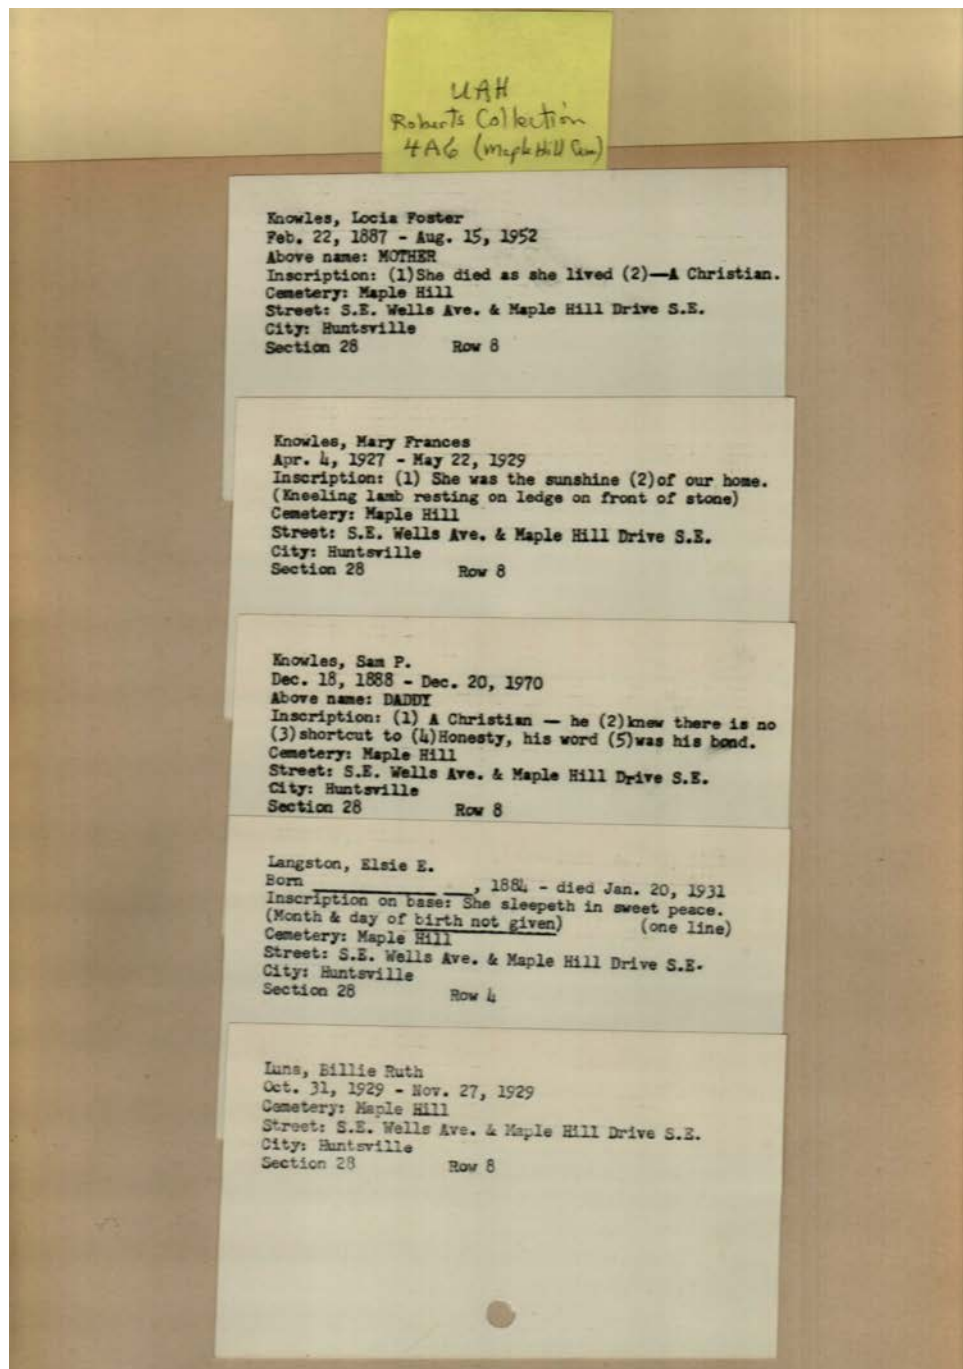 UAH
Roberts Collection
4A6 (Maple Hill Cem)
Knowles, Locia Foster
Feb. 22, 1887 - Aug. 15, 1952
Above name: MOTHER
Inscription: (1)She died as she lived (2)—A Christian.
Cemetery: Maple Hill
Street: S.E. Wells Ave. & Maple Hill Drive S.E.
City: Huntsville
Section 28 Row 8
Knowles, Mary Frances
Apr. 4, 1927 - May 22, 1929
Inscription: (1) She was the sunshine (2)of our home.
(Kneeling lamb resting on ledge on front of stone)
Cemetery: Maple Hill
Street: S.E. Wells Ave. & Maple Hill Drive S.E.
City: Huntsville
Section 28 Row 8
Knowles, Sam P.
Dec. 18, 1888 - Dec. 20, 1970
Above name: DADDY
Inscription: (1) A Christian — he (2)knew there is no
(3)shortcut to (4)Honesty, his word (5)was his bond.
Cemetery: Maple Hill
Street: S.E. Wells Ave. & Maple Hill Drive S.E.
City: Huntsville
Section 28 Row 8
Langston, Elsie E.
Born ____________ ___, 1884 - died Jan. 20, 1931
Inscription on base: She sleepeth in sweet peace.
(Month & day of birth not given) (one line)
Cemetery: Maple Hill
Street: S.E. Wells Ave. & Maple Hill Drive S.E.
City: Huntsville
Section 28 Row 4
Luna, Billie Ruth
Oct. 31, 1929 - Nov. 27, 1929
Cemetery: Maple Hill
Street: S.E. Wells Ave. & Maple Hill Drive S.E.
City: Huntsville
Section 28 Row 8